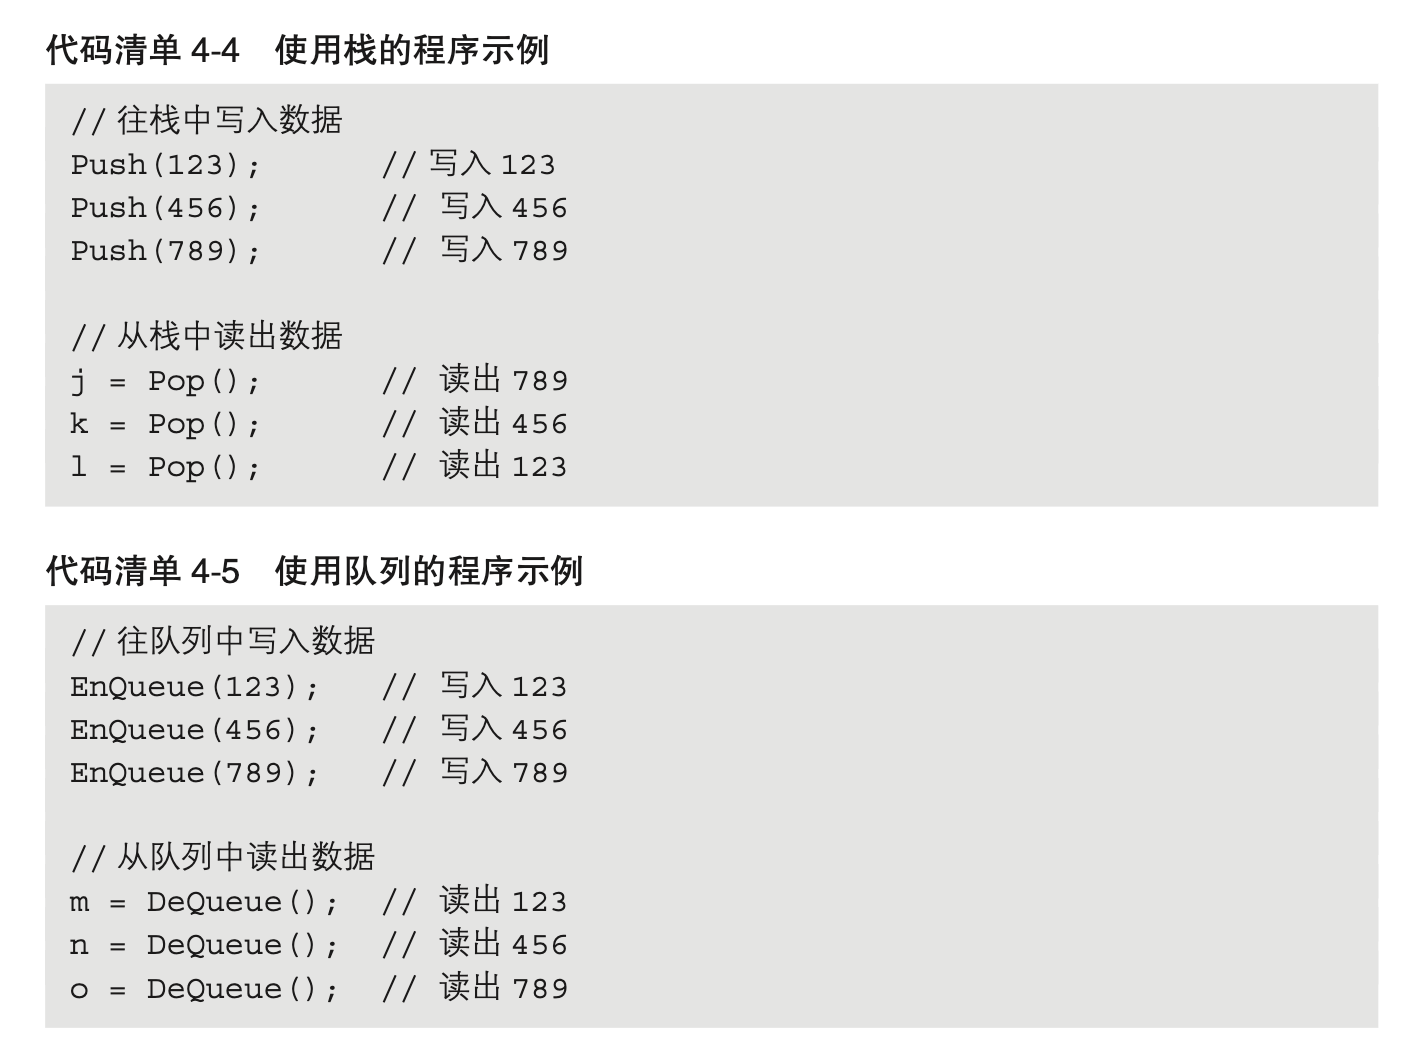 代码清单 4-4　使用栈的程序示例
// 往栈中写入数据
Push(123);      // 写入 123
Push(456);      // 写入 456
Push(789);      // 写入 789
// 从栈中读出数据
j = Pop();      // 读出 789
k = Pop();      // 读出 456
l = Pop();      // 读出 123
代码清单 4-5　使用队列的程序示例
// 往队列中写入数据
EnQueue(123);   // 写入 123
EnQueue(456);   // 写入 456
EnQueue(789);   // 写入 789
// 从队列中读出数据
m = DeQueue();  // 读出 123
n = DeQueue();  // 读出 456
o = DeQueue();  // 读出 789